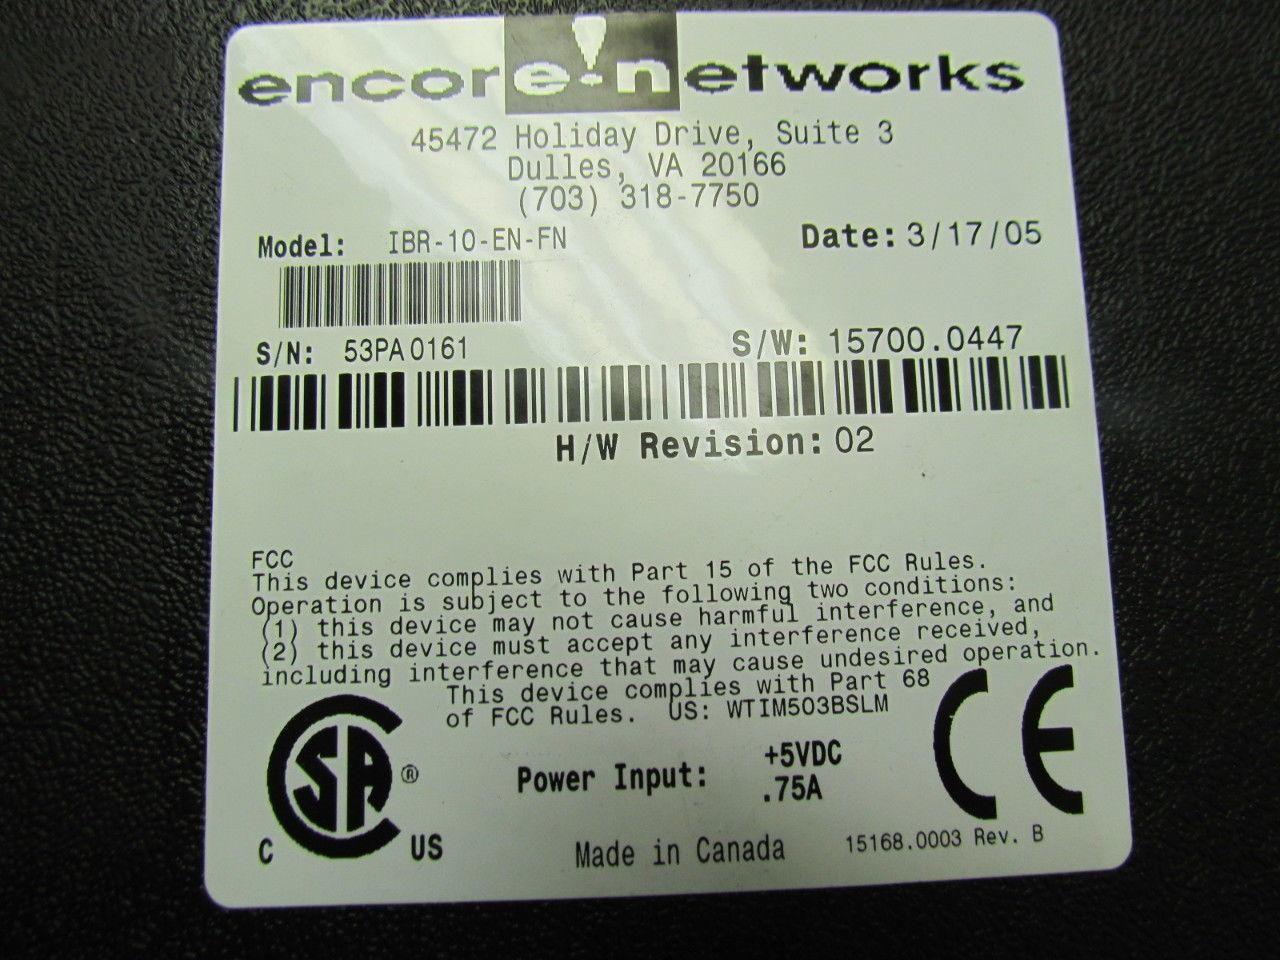 encore!networks
45472 Holiday Drive, Suite 3
Dulles, VA 20166
(703) 318-7750
Model: IBR-10-EN-FN Date: 3/17/05
S/N: 53PA0161 S/W: 15700.0447
H/W Revision: 02
FCC
This device complies with Part 15 of the FCC Rules.
Operation is subject to the following two conditions:
(1) this device may not cause harmful interference, and
(2) this device must accept any interference received,
including interference that may cause undesired operation.
This device complies with Part 68
of FCC Rules. US: WTIM503BSLM
CSA® CE
Power Input: +5VDC
.75A
C US
Made in Canada 15168.0003 Rev. B